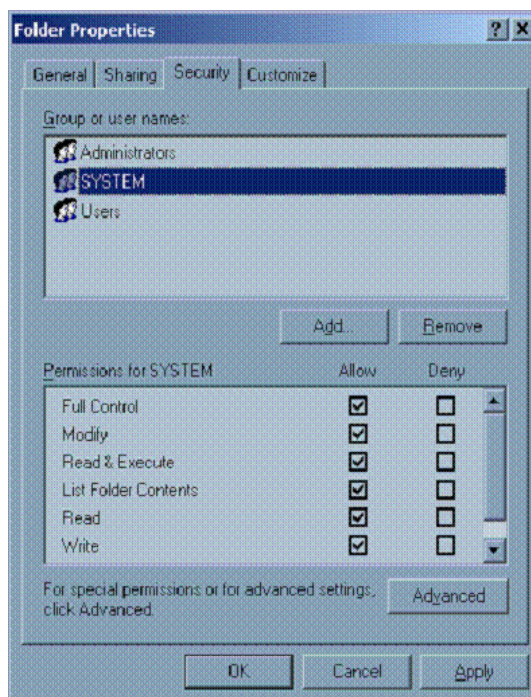 Folder Properties
General Sharing Security Customize
Group or user names:
Administrators
SYSTEM
Users
Add... Remove
Permissions for SYSTEM Allow Deny
Full Control
Modify
Read & Execute
List Folder Contents
Read
Write
For special permissions or for advanced settings, Advanced
click Advanced.
OK Cancel Apply